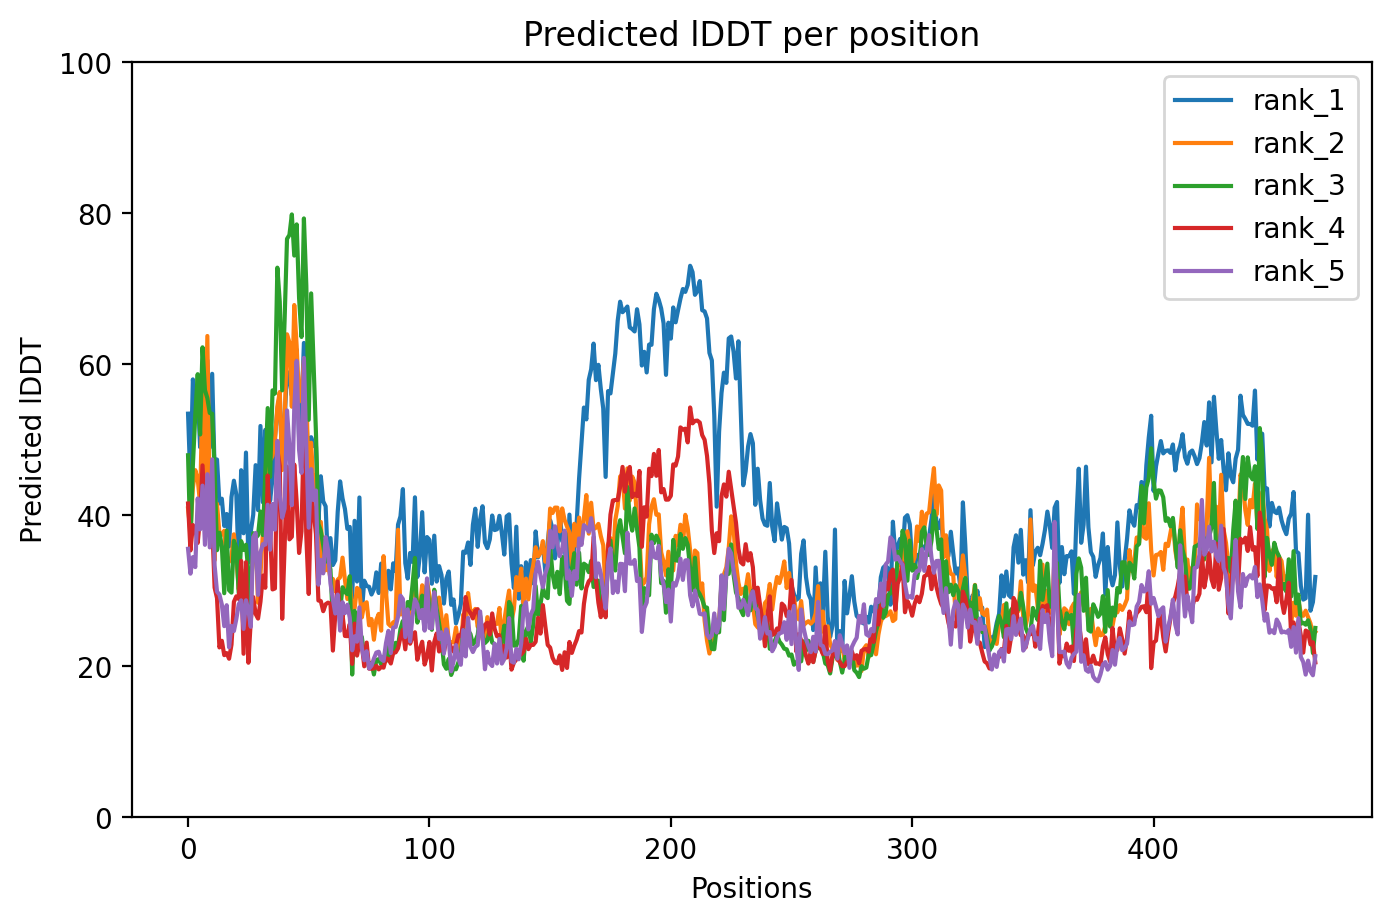 Predicted lDDT per position
100
80
60
40
20
0
Predicted lDDT
rank_1
rank_2
rank_3
rank_4
rank_5
0 100 200 300 400
Positions